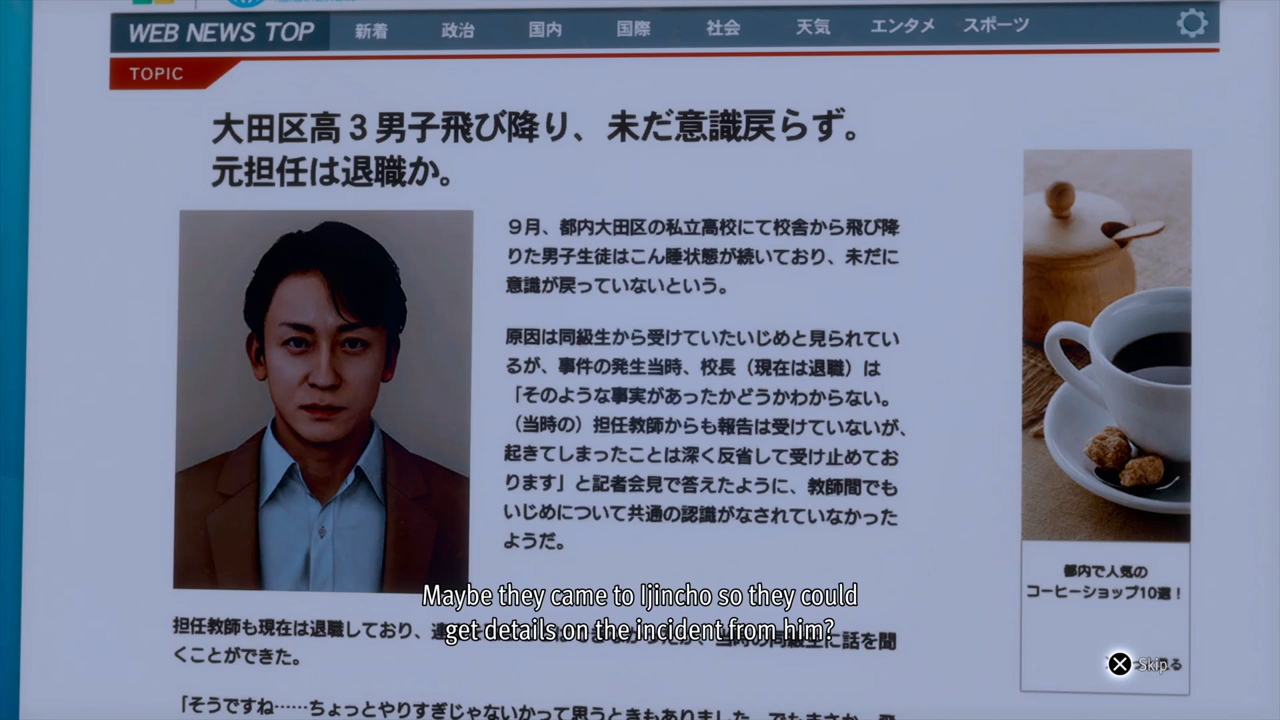 WEB NEWS TOP 新着 政治 国内 国際 社会 天気 エンタメ スポーツ
TOPIC
大田区高3男子飛び降り、未だ意識戻らず。
元担任は退職か。
9月、都内大田区の私立高校にて校舎から飛び降
りた男子生徒はこん睡状態が続いており、未だに
意識が戻っていないという。
原因は同級生から受けていたいじめと見られてい
るが、事件の発生当時、校長（現在は退職）は
「そのような事実があったかどうかわからない。
（当時の）担任教師からも報告は受けていないが、
起きてしまったことは深く反省して受け止めてお
ります」と記者会見で答えたように、教師間でも
いじめについて共通の認識がなされていなかった
ようだ。
担任教師も現在は退職しており、
に話を聞
くことができた。
「そうですね……ちょっとやりすぎじゃないかって思うときもありました。でもまさか、飛
都内で人気の
コーヒーショップ10選！
る
Maybe they came to Ijincho so they could
get details on the incident from him?
Skip